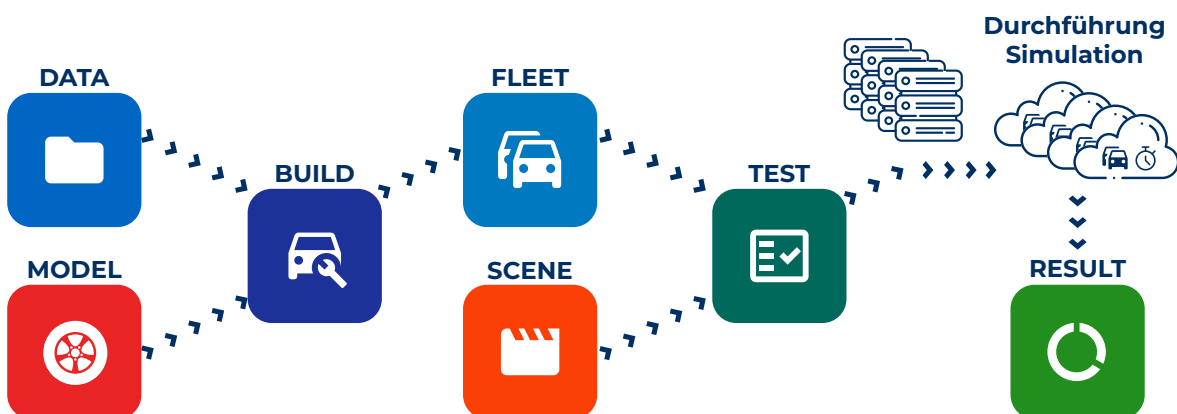 Durchführung
Simulation
DATA
FLEET
BUILD
TEST
MODEL
SCENE
RESULT